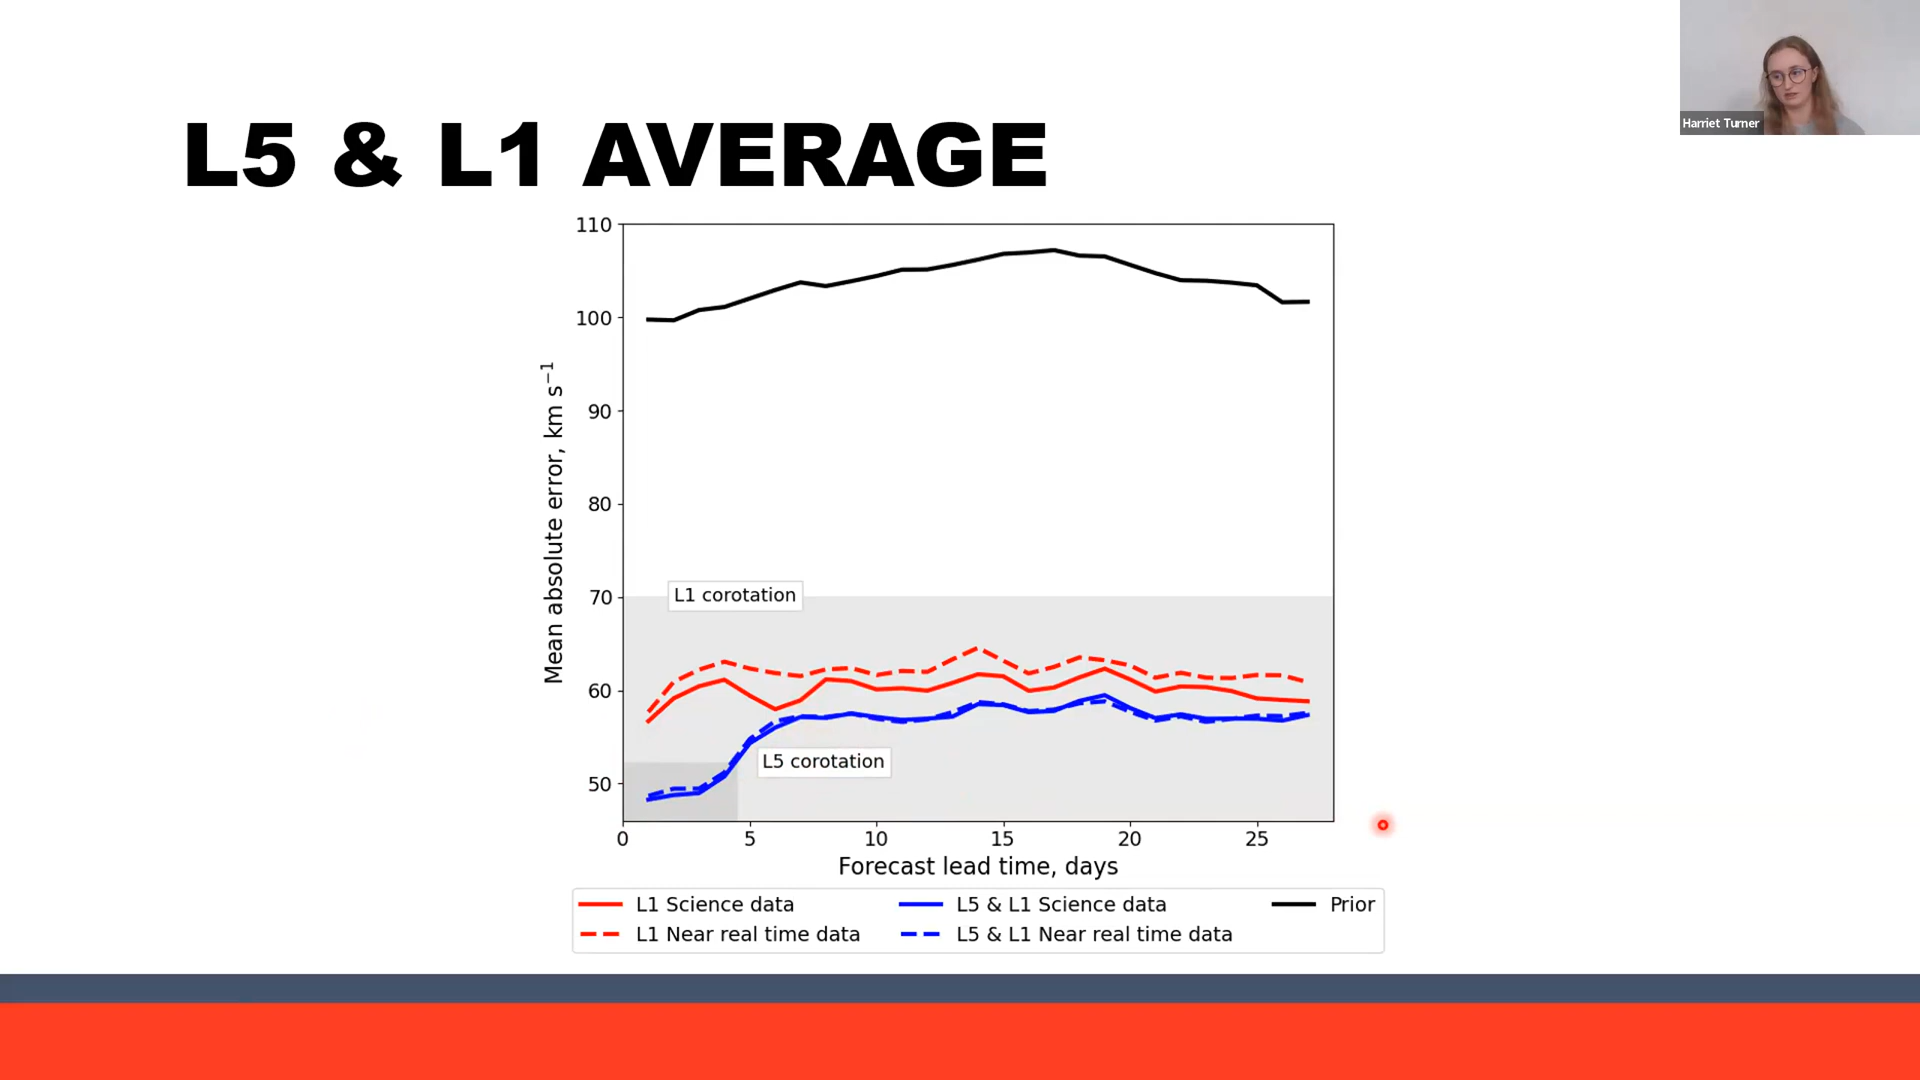 Harriet Turner
L5 & L1 AVERAGE
110
100
90
80
70
60
50
Mean absolute error, km s⁻¹
L1 corotation
L5 corotation
0 5 10 15 20 25
Forecast lead time, days
L1 Science data L5 & L1 Science data Prior
L1 Near real time data L5 & L1 Near real time data